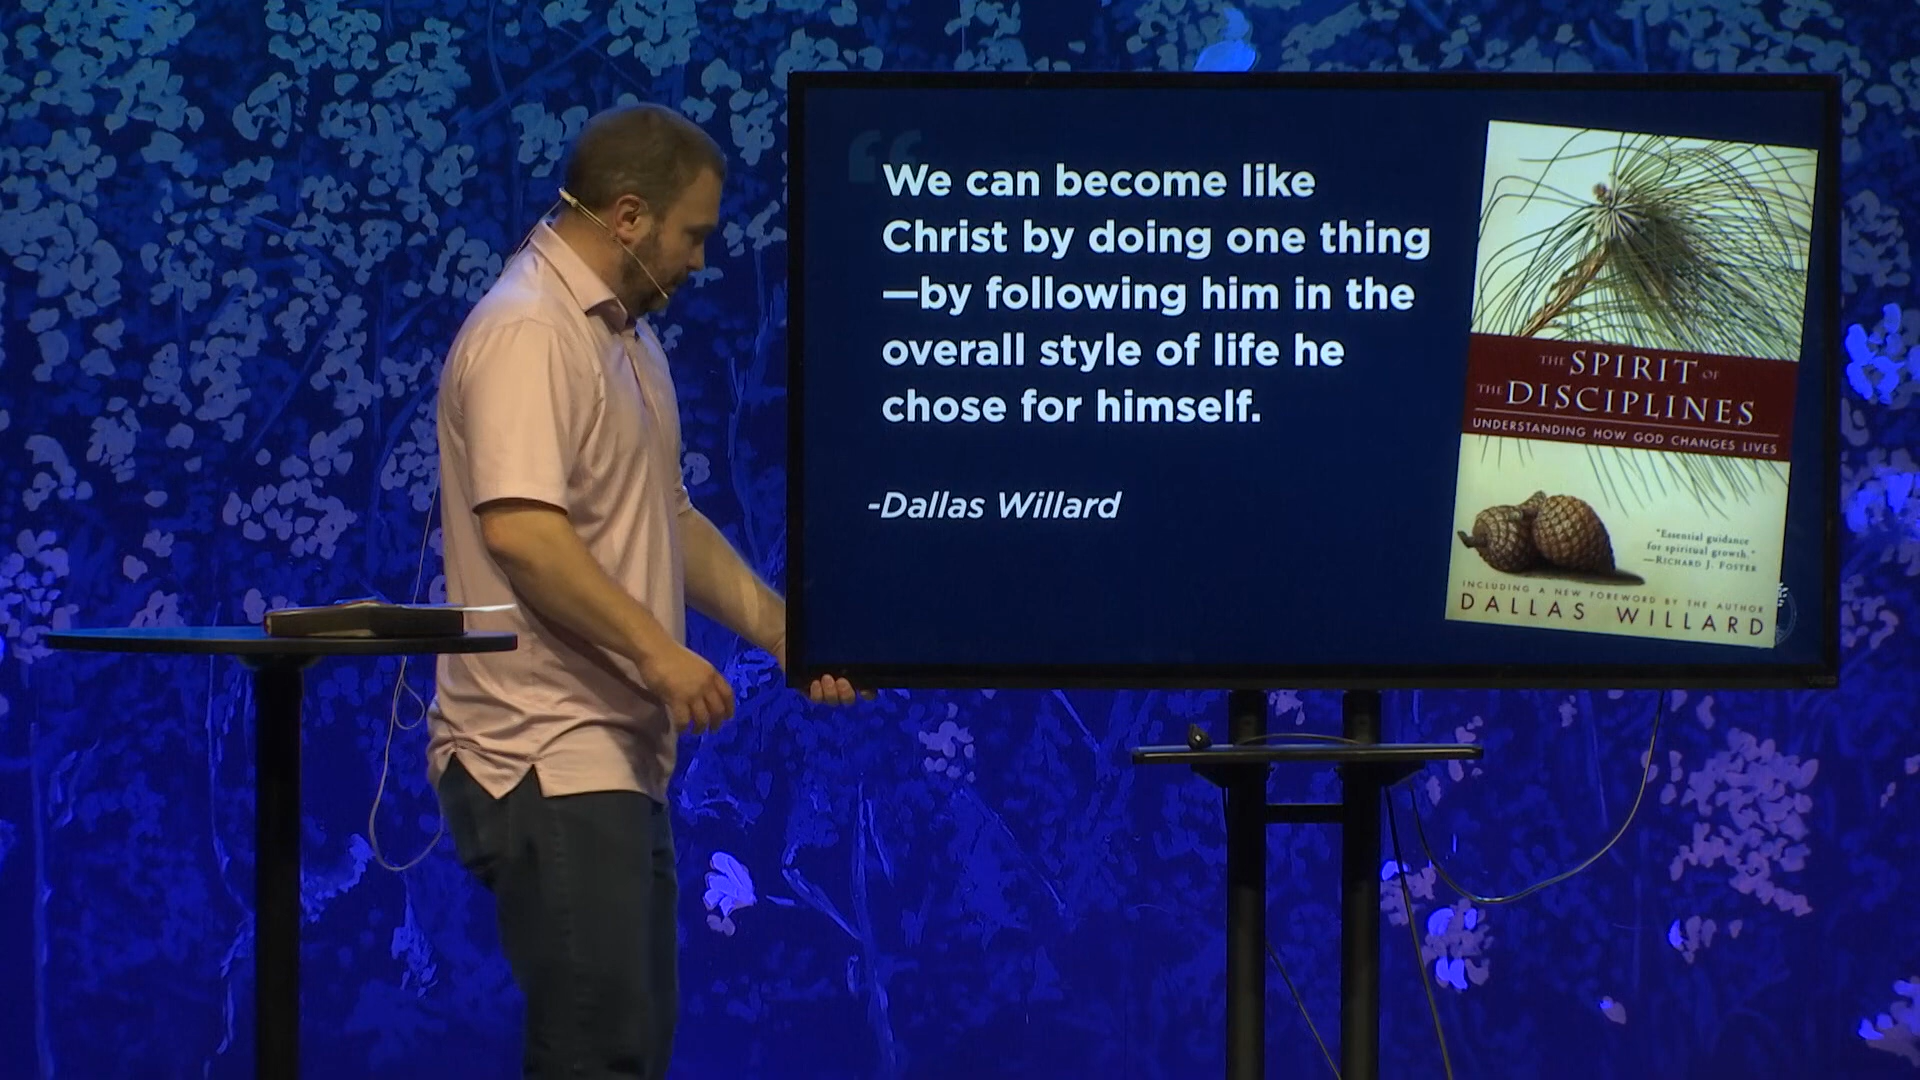 “
We can become like
Christ by doing one thing
—by following him in the
overall style of life he
chose for himself.
-Dallas Willard
THE SPIRIT OF
THE DISCIPLINES
UNDERSTANDING HOW GOD CHANGES LIVES
"Essential guidance
for spiritual growth."
—RICHARD J. FOSTER
INCLUDING A NEW FOREWORD BY THE AUTHOR
DALLAS WILLARD